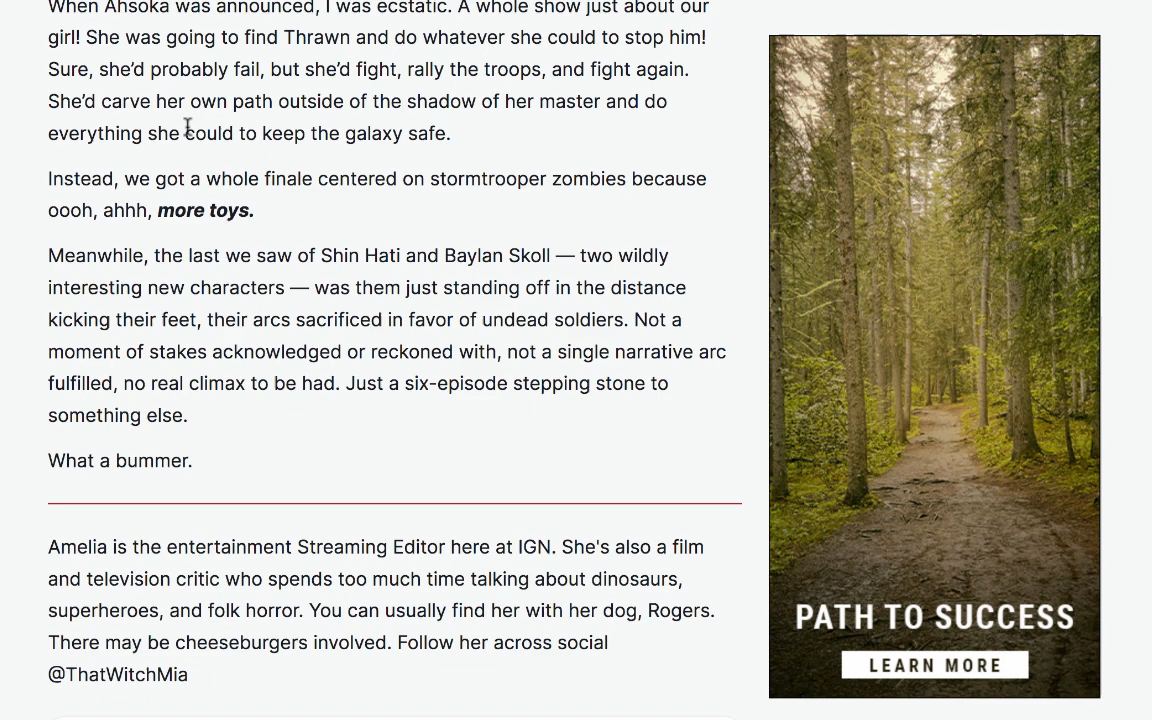 When Ahsoka was announced, I was ecstatic. A whole show just about our
girl! She was going to find Thrawn and do whatever she could to stop him!
Sure, she’d probably fail, but she’d fight, rally the troops, and fight again.
She’d carve her own path outside of the shadow of her master and do
everything she could to keep the galaxy safe.
Instead, we got a whole finale centered on stormtrooper zombies because
oooh, ahhh, more toys.
Meanwhile, the last we saw of Shin Hati and Baylan Skoll — two wildly
interesting new characters — was them just standing off in the distance
kicking their feet, their arcs sacrificed in favor of undead soldiers. Not a
moment of stakes acknowledged or reckoned with, not a single narrative arc
fulfilled, no real climax to be had. Just a six-episode stepping stone to
something else.
What a bummer.
Amelia is the entertainment Streaming Editor here at IGN. She's also a film
and television critic who spends too much time talking about dinosaurs,
superheroes, and folk horror. You can usually find her with her dog, Rogers.
There may be cheeseburgers involved. Follow her across social
@ThatWitchMia
PATH TO SUCCESS
LEARN MORE